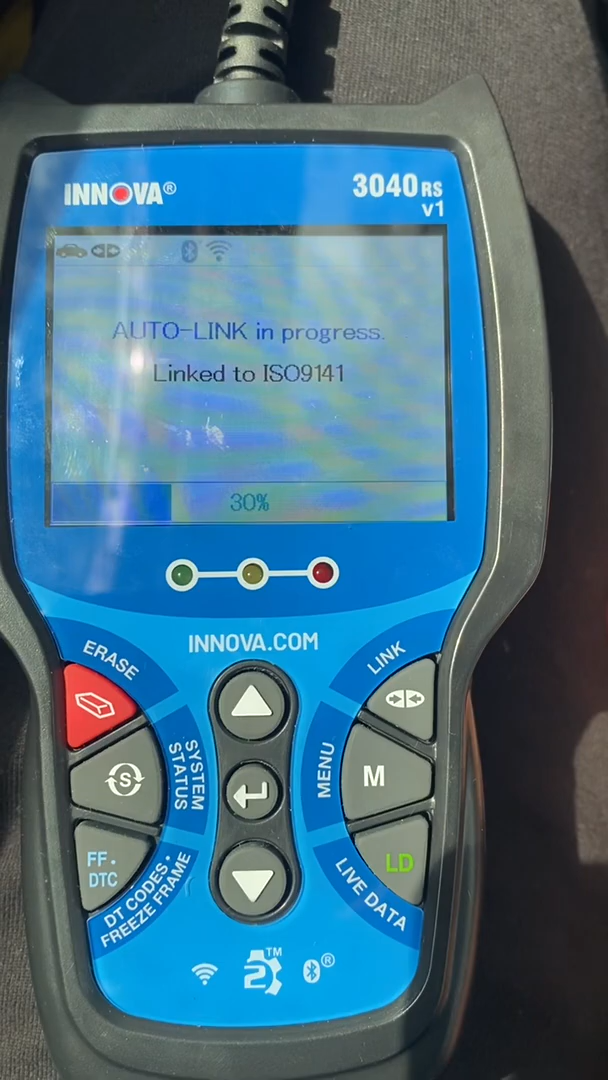 INNOVA®
3040RS
v1
AUTO-LINK in progress.
Linked to ISO9141
30%
INNOVA.COM
ERASE
LINK
S
SYSTEM
STATUS
MENU
M
FF.
DTC
DT CODES •
FREEZE FRAME
LD
LIVE DATA
2™
®